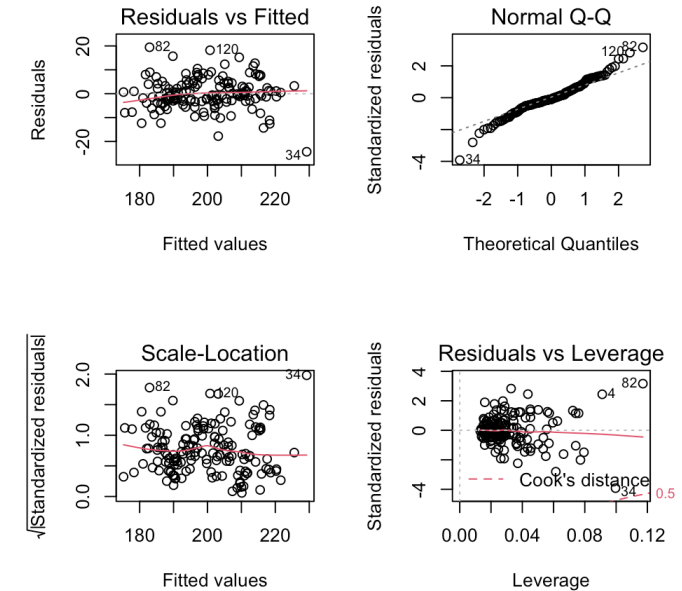 Residuals vs Fitted
Residuals
20
0
-20
82
120
34
180 200 220
Fitted values
Normal Q-Q
Standardized residuals
2
0
-4
120
82
34
-2 -1 0 1 2
Theoretical Quantiles
Scale-Location
√|Standardized residuals|
2.0
1.0
0.0
34
82
120
180 200 220
Fitted values
Residuals vs Leverage
Standardized residuals
4
2
0
-4
82
4
Cook's distance
34
0.5
0.00 0.04 0.08 0.12
Leverage